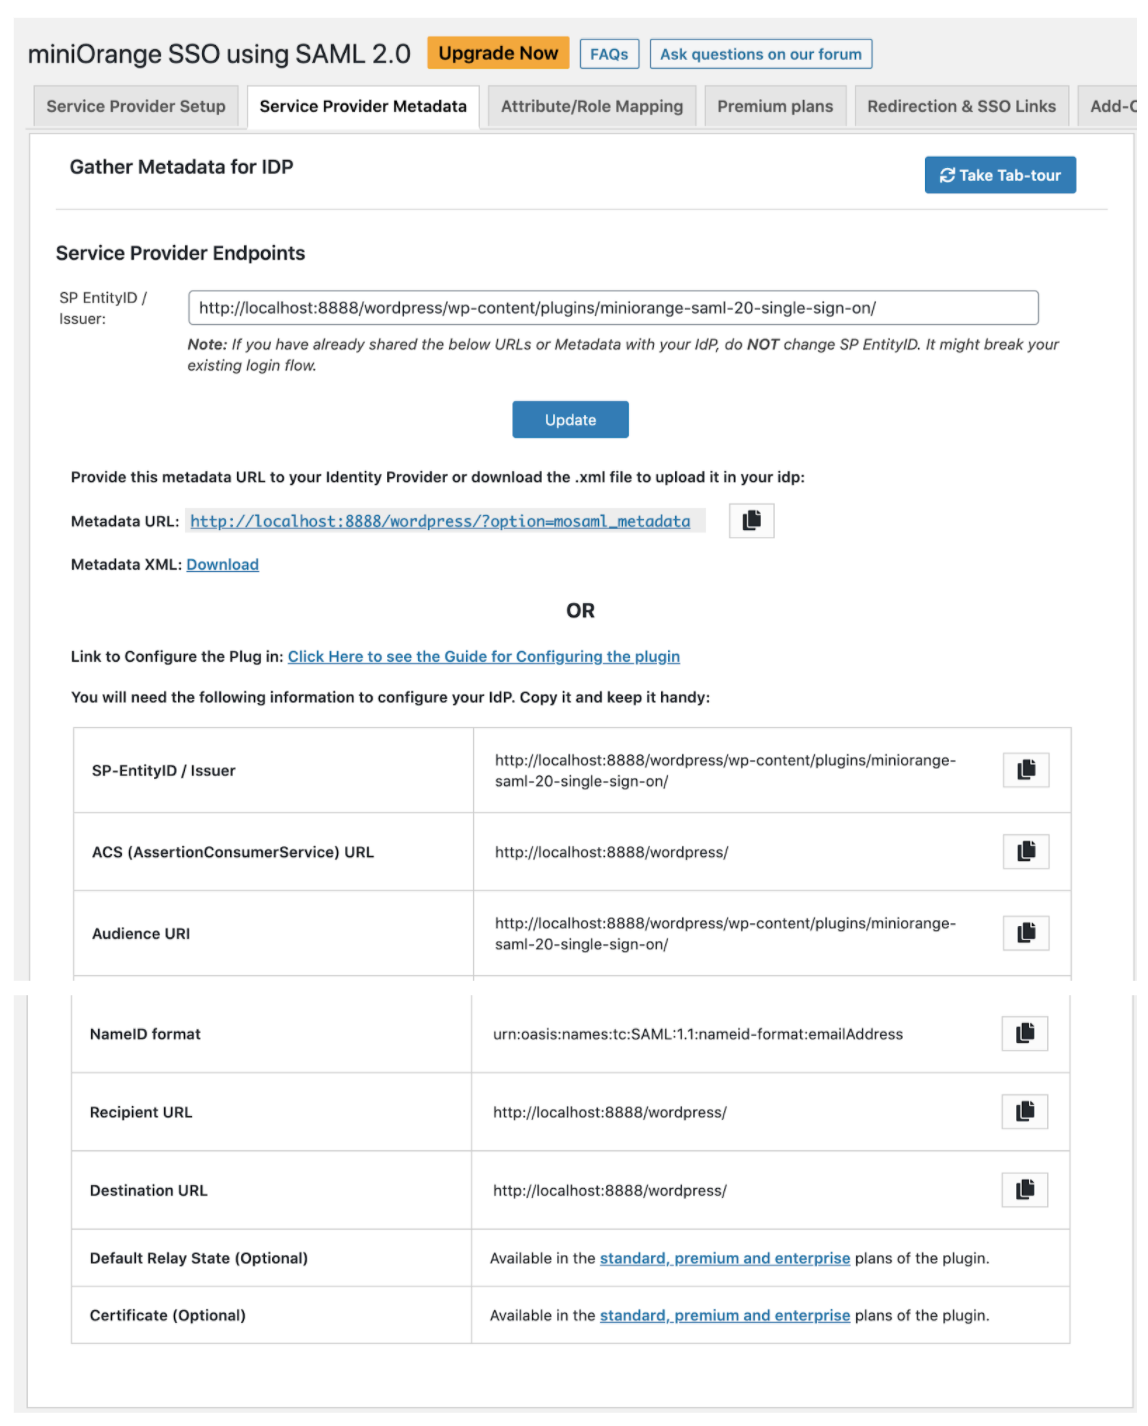 miniOrange SSO using SAML 2.0 Upgrade Now FAQs Ask questions on our forum
Service Provider Setup Service Provider Metadata Attribute/Role Mapping Premium plans Redirection & SSO Links Add-
Gather Metadata for IDP
Take Tab-tour
Service Provider Endpoints
SP EntityID /
Issuer:
http://localhost:8888/wordpress/wp-content/plugins/miniorange-saml-20-single-sign-on/
Note: If you have already shared the below URLs or Metadata with your IdP, do NOT change SP EntityID. It might break your
existing login flow.
Update
Provide this metadata URL to your Identity Provider or download the .xml file to upload it in your idp:
Metadata URL: http://localhost:8888/wordpress/?option=mosaml_metadata
Metadata XML: Download
OR
Link to Configure the Plug in: Click Here to see the Guide for Configuring the plugin
You will need the following information to configure your IdP. Copy it and keep it handy:
SP-EntityID / Issuer
http://localhost:8888/wordpress/wp-content/plugins/miniorange-
saml-20-single-sign-on/
ACS (AssertionConsumerService) URL
http://localhost:8888/wordpress/
Audience URI
http://localhost:8888/wordpress/wp-content/plugins/miniorange-
saml-20-single-sign-on/
NameID format
urn:oasis:names:tc:SAML:1.1:nameid-format:emailAddress
Recipient URL
http://localhost:8888/wordpress/
Destination URL
http://localhost:8888/wordpress/
Default Relay State (Optional)
Available in the standard, premium and enterprise plans of the plugin.
Certificate (Optional)
Available in the standard, premium and enterprise plans of the plugin.